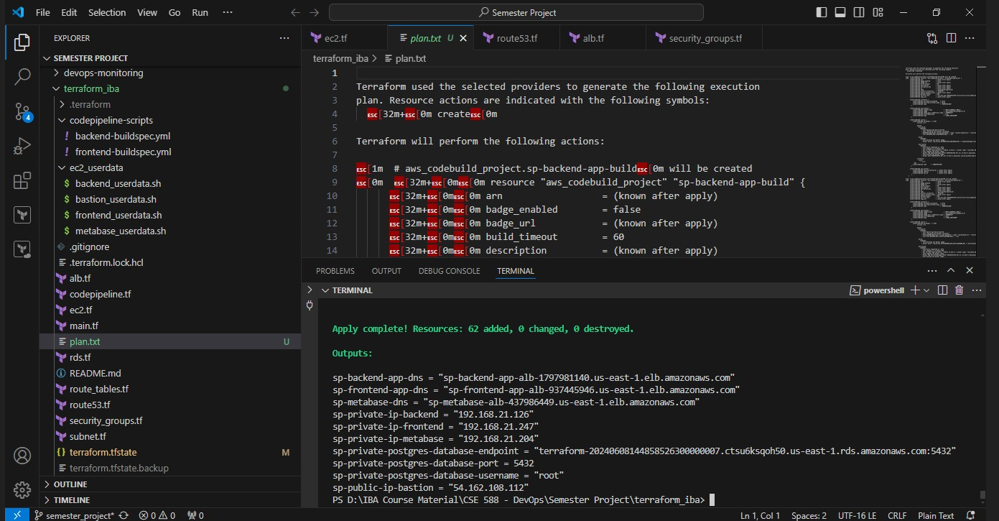 File Edit Selection View Go Run ··· ← → Semester Project
EXPLORER ···
SEMESTER PROJECT
devops-monitoring
terraform_iba
.terraform
codepipeline-scripts
! backend-buildspec.yml
! frontend-buildspec.yml
ec2_userdata
$ backend_userdata.sh
$ bastion_userdata.sh
$ frontend_userdata.sh
$ metabase_userdata.sh
.gitignore
.terraform.lock.hcl
alb.tf
codepipeline.tf
ec2.tf
main.tf
plan.txt U
rds.tf
README.md
route_tables.tf
route53.tf
security_groups.tf
subnet.tf
{} terraform.tfstate M
terraform.tfstate.backup
OUTLINE
TIMELINE
4
ec2.tf plan.txt U route53.tf alb.tf security_groups.tf
terraform_iba > plan.txt
1
2 Terraform used the selected providers to generate the following execution
3 plan. Resource actions are indicated with the following symbols:
4 ESC[32m+ESC[0m createESC[0m
5
6 Terraform will perform the following actions:
7
8 ESC[1m # aws_codebuild_project.sp-backend-app-buildESC[0m will be created
9 ESC[0m ESC[32m+ESC[0mESC[0m resource "aws_codebuild_project" "sp-backend-app-build" {
10 ESC[32m+ESC[0mESC[0m arn = (known after apply)
11 ESC[32m+ESC[0mESC[0m badge_enabled = false
12 ESC[32m+ESC[0mESC[0m badge_url = (known after apply)
13 ESC[32m+ESC[0mESC[0m build_timeout = 60
14 ESC[32m+ESC[0mESC[0m description = (known after apply)
PROBLEMS OUTPUT DEBUG CONSOLE TERMINAL
TERMINAL powershell
Apply complete! Resources: 62 added, 0 changed, 0 destroyed.
Outputs:
sp-backend-app-dns = "sp-backend-app-alb-1797981140.us-east-1.elb.amazonaws.com"
sp-frontend-app-dns = "sp-frontend-app-alb-937445946.us-east-1.elb.amazonaws.com"
sp-metabase-dns = "sp-metabase-alb-437986449.us-east-1.elb.amazonaws.com"
sp-private-ip-backend = "192.168.21.126"
sp-private-ip-frontend = "192.168.21.247"
sp-private-ip-metabase = "192.168.21.204"
sp-private-postgres-database-endpoint = "terraform-20240608144858526300000007.ctsu6ksqoh50.us-east-1.rds.amazonaws.com:5432"
sp-private-postgres-database-port = 5432
sp-private-postgres-database-username = "root"
sp-public-ip-bastion = "54.162.108.112"
PS D:\IBA Course Material\CSE 588 - DevOps\Semester Project\terraform_iba>
semester_project* 0 0 0 Ln 1, Col 1 Spaces: 2 UTF-16 LE CRLF Plain Text